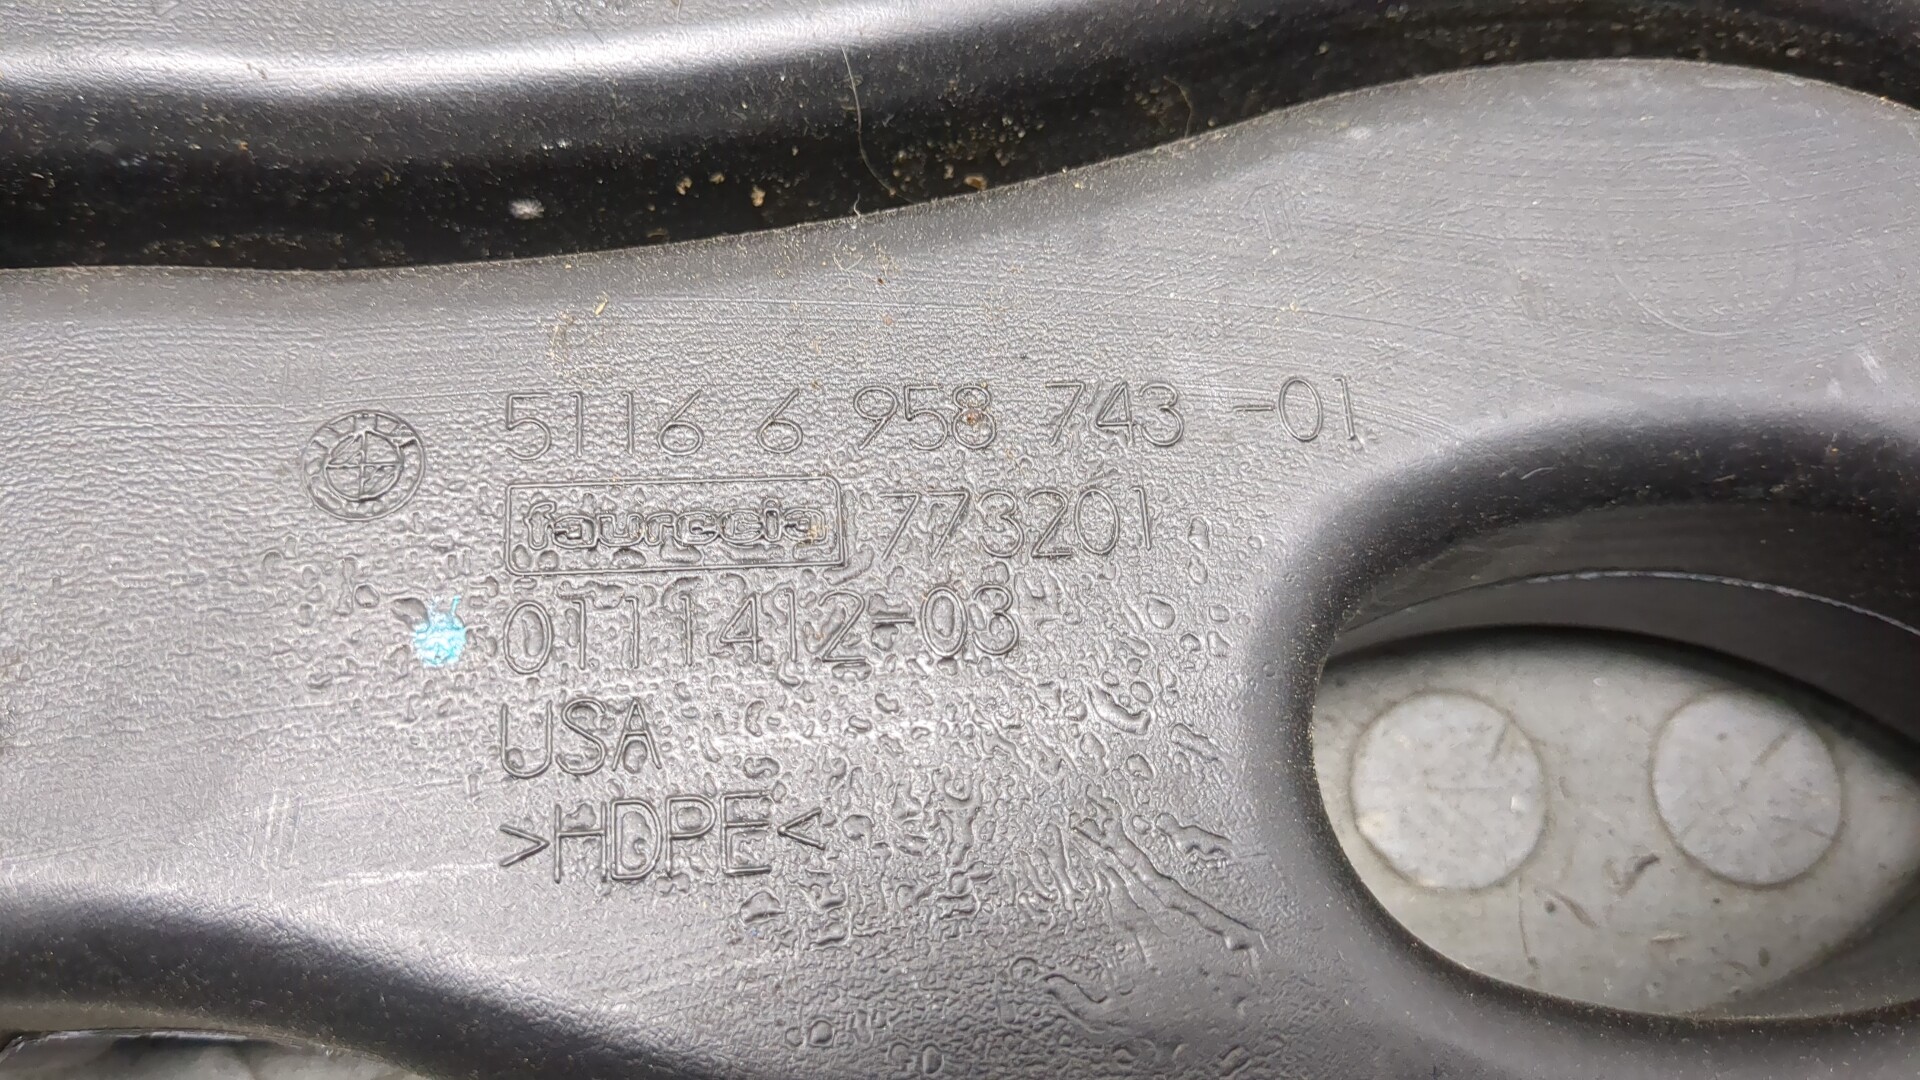 5116 6 958 743 -01
faurecia 773201
0111412-03
USA
>HDPE<